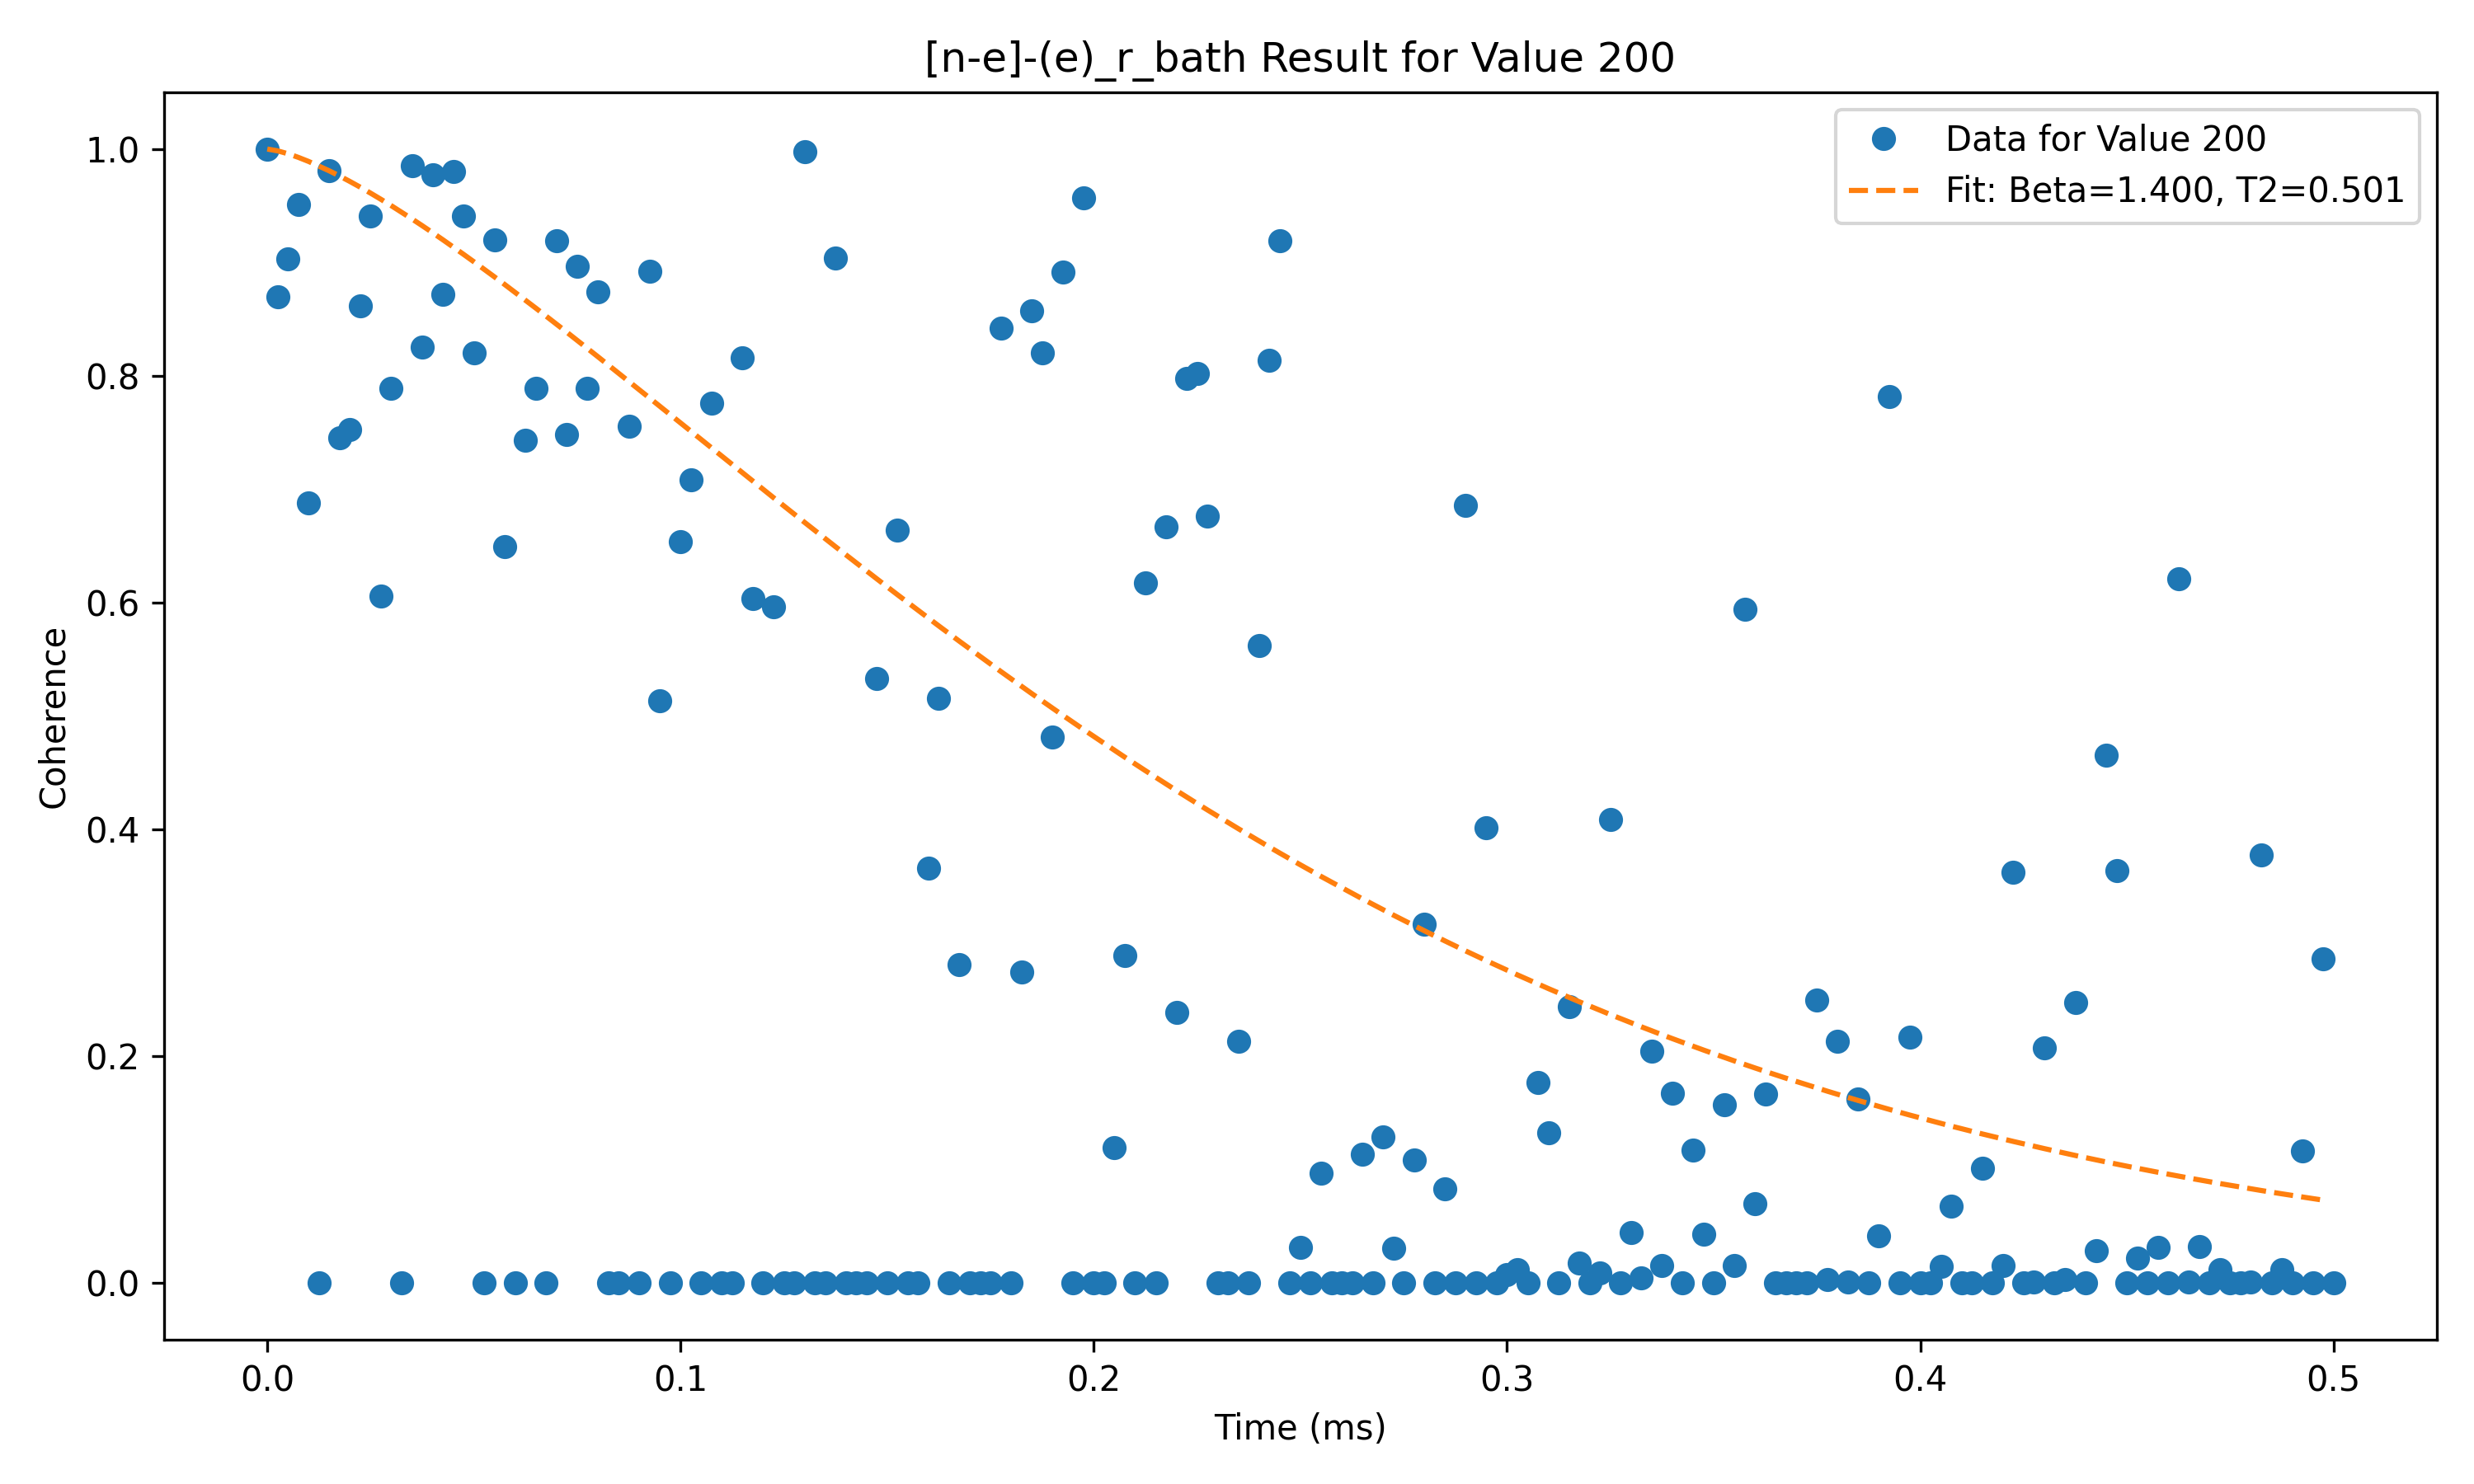 [n-e]-(e)_r_bath Result for Value 200
Data for Value 200
Fit: Beta=1.400, T2=0.501
1.0
0.8
0.6
0.4
0.2
0.0
Coherence
0.0 0.1 0.2 0.3 0.4 0.5
Time (ms)